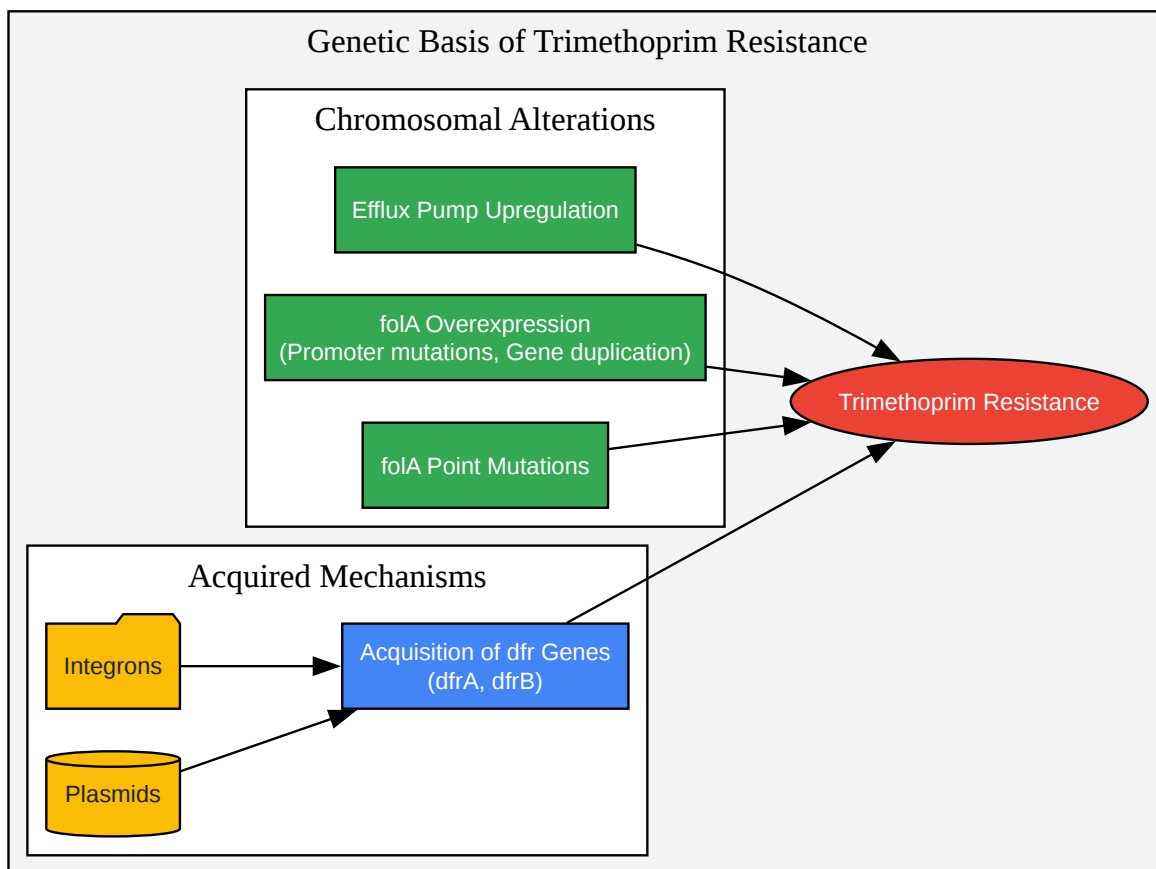 Genetic Basis of Trimethoprim Resistance
Chromosomal Alterations
Efflux Pump Upregulation
folA Overexpression
(Promoter mutations, Gene duplication)
folA Point Mutations
Trimethoprim Resistance
Acquired Mechanisms
Integrons
Acquisition of dfr Genes
(dfrA, dfrB)
Plasmids